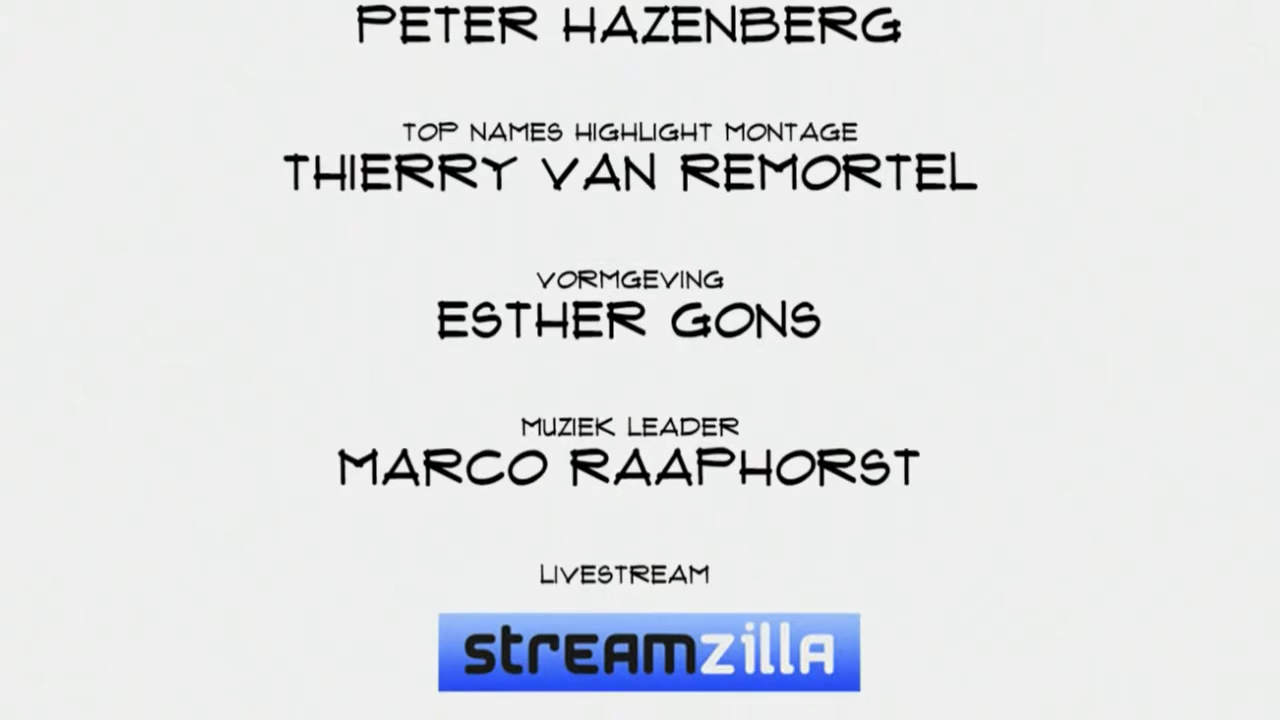 PETER HAZENBERG
TOP NAMES HIGHLIGHT MONTAGE
THIERRY VAN REMORTEL
VORMGEVING
ESTHER GONS
MUZIEK LEADER
MARCO RAAPHORST
LIVESTREAM
streamzilla